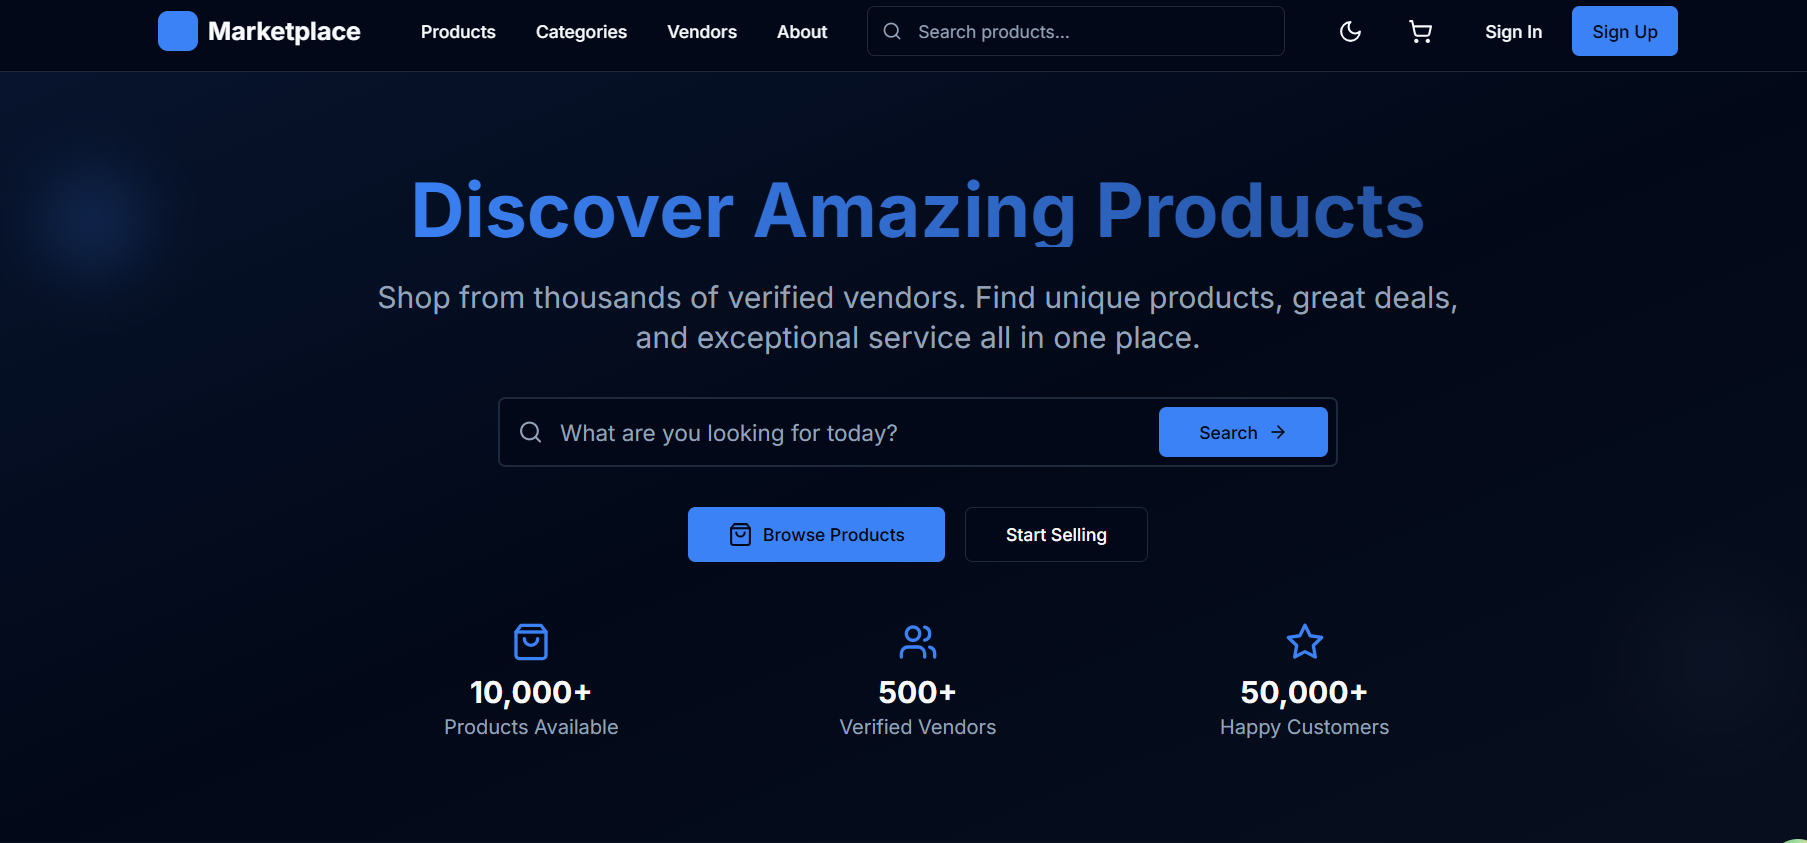 Marketplace
Products
Categories
Vendors
About
Search products...
Sign In
Sign Up
Discover Amazing Products
Shop from thousands of verified vendors. Find unique products, great deals,
and exceptional service all in one place.
What are you looking for today?
Search
Browse Products
Start Selling
10,000+
Products Available
500+
Verified Vendors
50,000+
Happy Customers